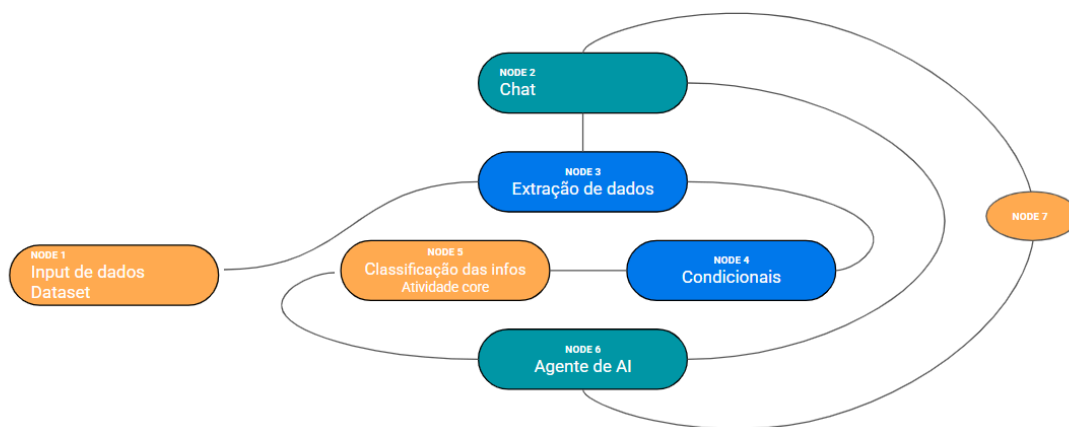 NODE 2
Chat
NODE 3
Extração de dados
NODE 7
NODE 1
Input de dados
Dataset
NODE 5
Classificação das infos
Atividade core
NODE 4
Condicionais
NODE 6
Agente de AI